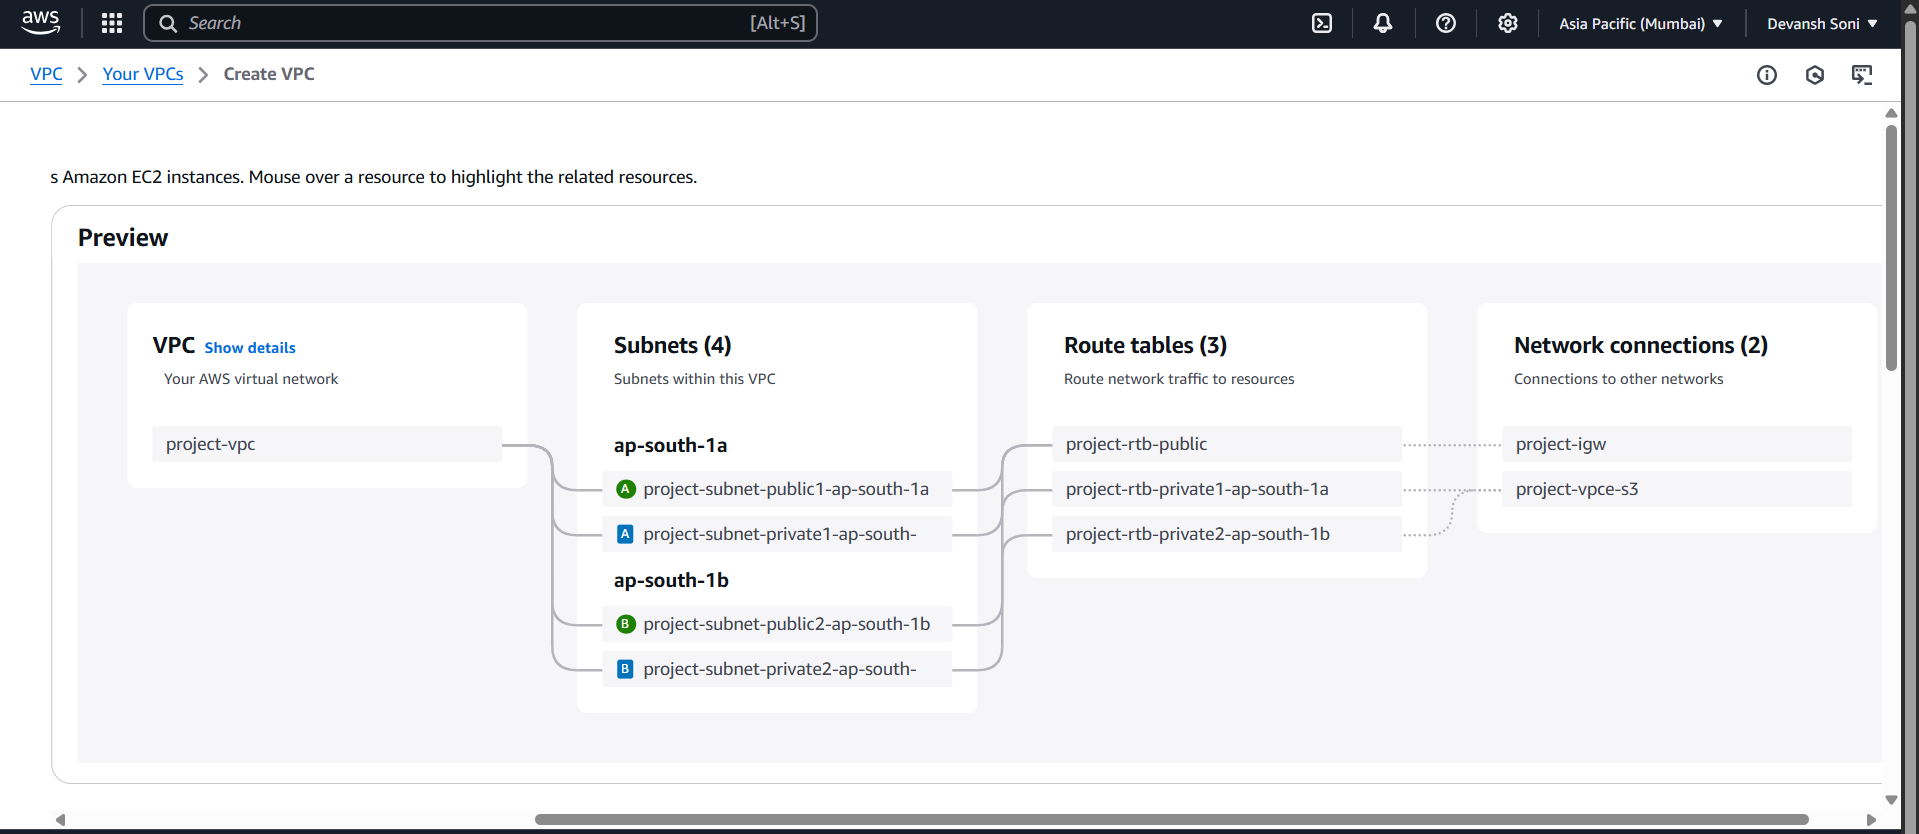 aws
Search [Alt+S]
Asia Pacific (Mumbai)
Devansh Soni
VPC
Your VPCs
Create VPC
s Amazon EC2 instances. Mouse over a resource to highlight the related resources.
Preview
VPC Show details
Your AWS virtual network
project-vpc
Subnets (4)
Subnets within this VPC
ap-south-1a
A project-subnet-public1-ap-south-1a
A project-subnet-private1-ap-south-
ap-south-1b
B project-subnet-public2-ap-south-1b
B project-subnet-private2-ap-south-
Route tables (3)
Route network traffic to resources
project-rtb-public
project-rtb-private1-ap-south-1a
project-rtb-private2-ap-south-1b
Network connections (2)
Connections to other networks
project-igw
project-vpce-s3